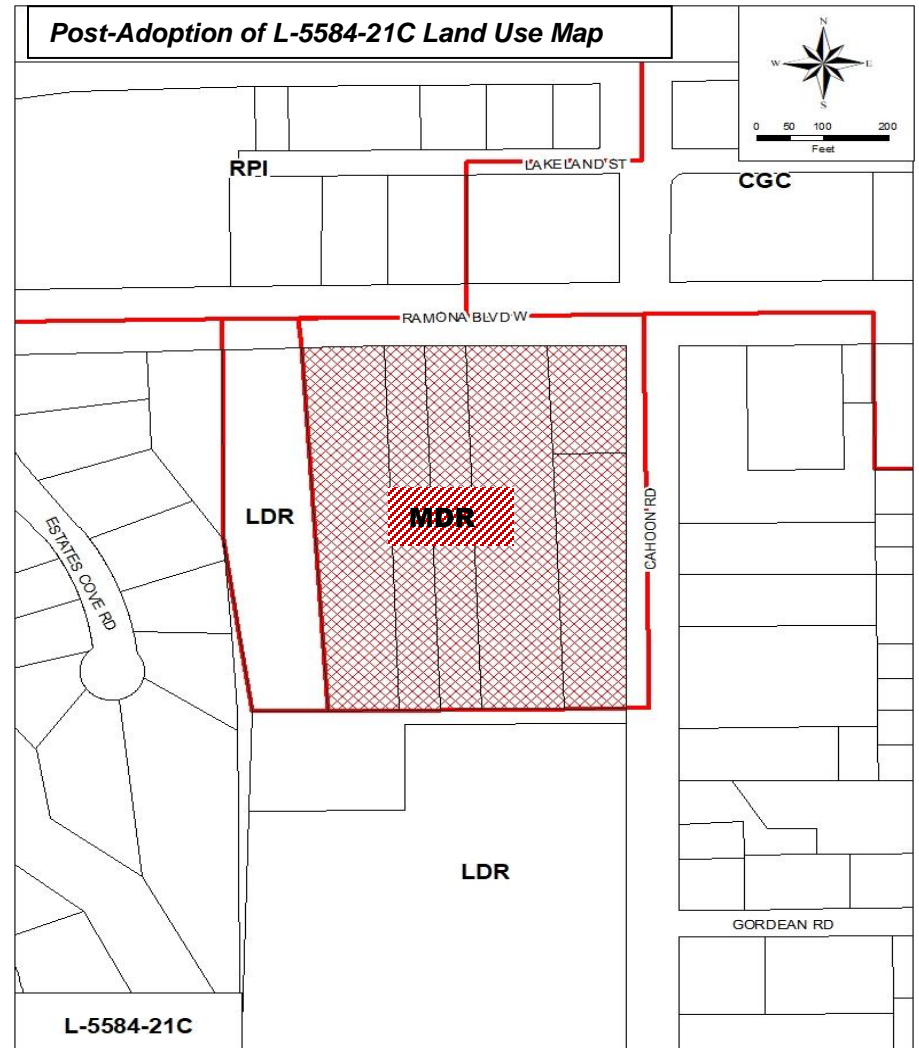 Post-Adoption of L-5584-21C Land Use Map
N
W E
S
0 50 100 200
Feet
RPI
LAKELAND ST
CGC
RAMONA BLVD W
LDR
MDR
CAHOON RD
ESTATES COVE RD
LDR
GORDEAN RD
L-5584-21C